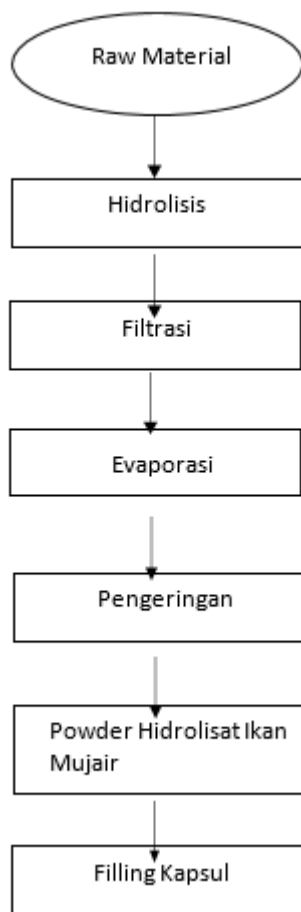 Raw Material
Hidrolisis
Filtrasi
Evaporasi
Pengeringan
Powder Hidrolisat Ikan
Mujair
Filling Kapsul